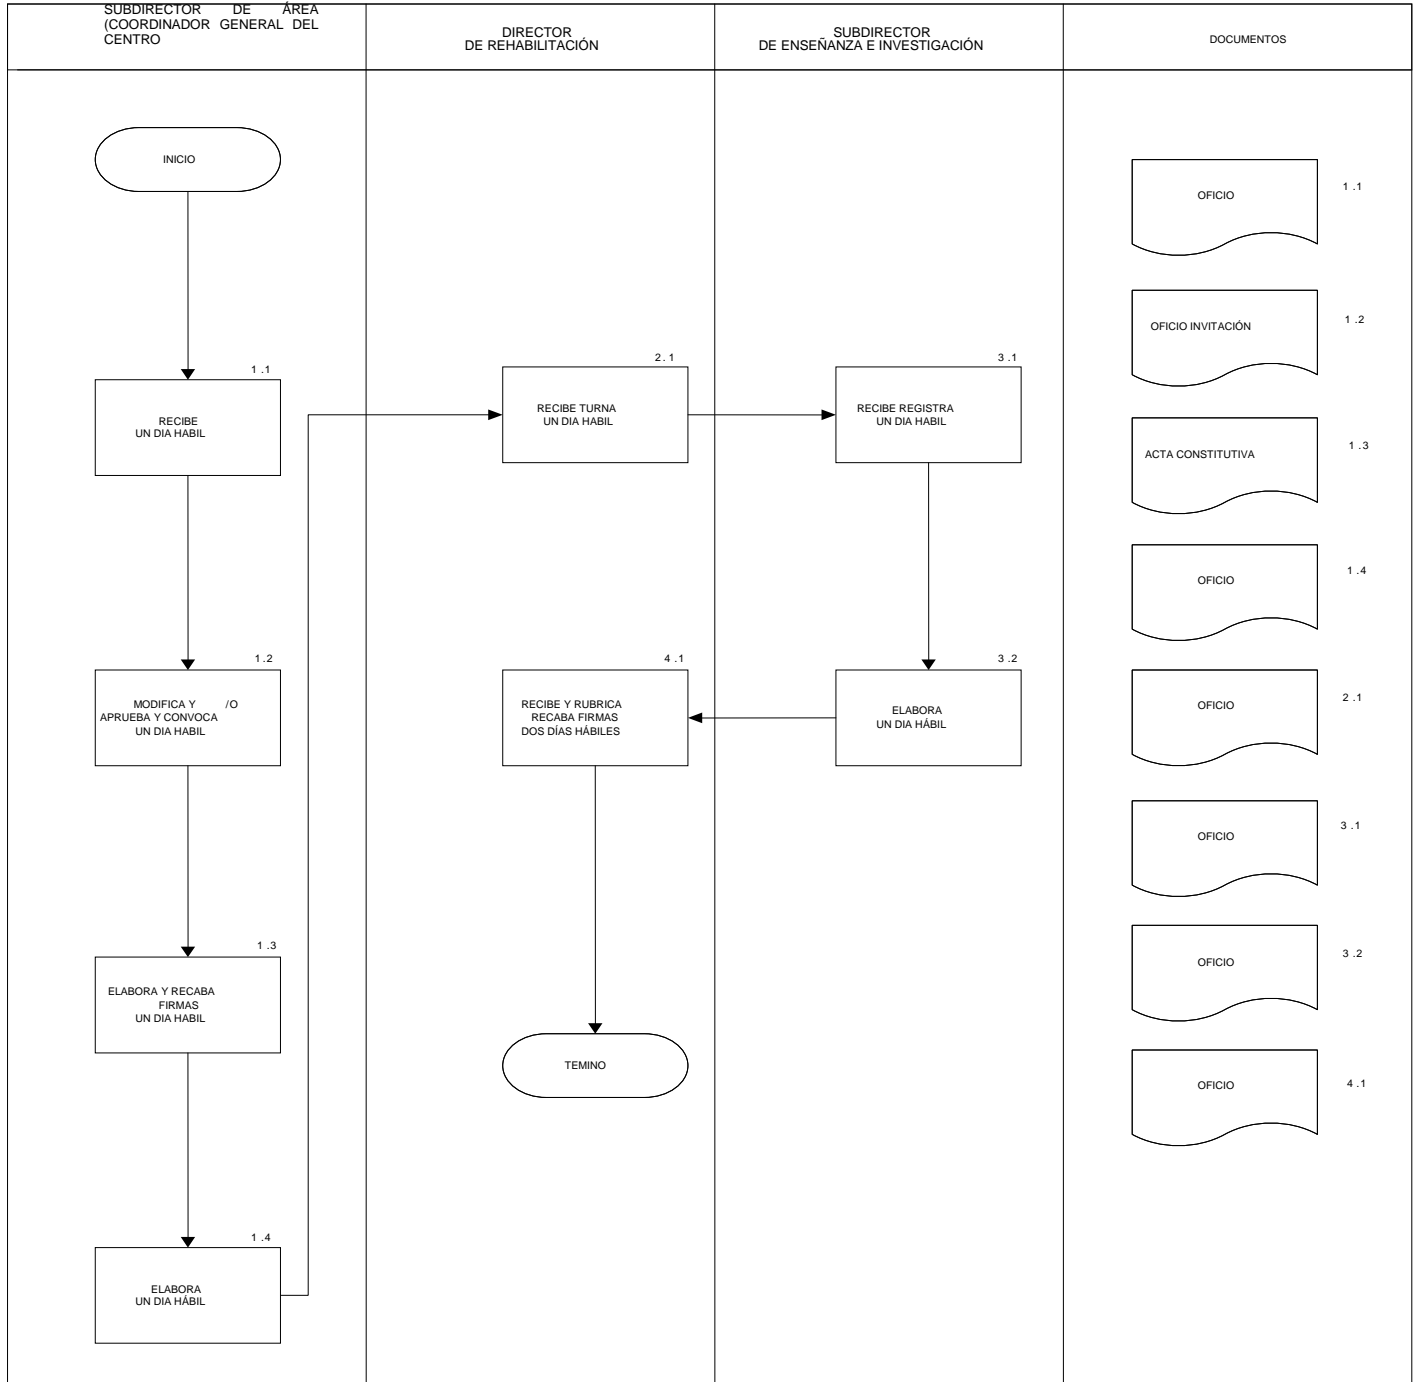 SUBDIRECTOR DE ÁREA
(COORDINADOR GENERAL DEL
CENTRO
DIRECTOR
DE REHABILITACIÓN
SUBDIRECTOR
DE ENSEÑANZA E INVESTIGACIÓN
DOCUMENTOS
INICIO
1.1
RECIBE
UN DIA HABIL
1.2
MODIFICA Y /O
APRUEBA Y CONVOCA
UN DIA HABIL
1.3
ELABORA Y RECABA
FIRMAS
UN DIA HABIL
1.4
ELABORA
UN DIA HÁBIL
2.1
RECIBE TURNA
UN DIA HABIL
3.1
RECIBE REGISTRA
UN DIA HABIL
3.2
ELABORA
UN DIA HÁBIL
4.1
RECIBE Y RUBRICA
RECABA FIRMAS
DOS DÍAS HÁBILES
TEMINO
OFICIO 1.1
OFICIO INVITACIÓN 1.2
ACTA CONSTITUTIVA 1.3
OFICIO 1.4
OFICIO 2.1
OFICIO 3.1
OFICIO 3.2
OFICIO 4.1